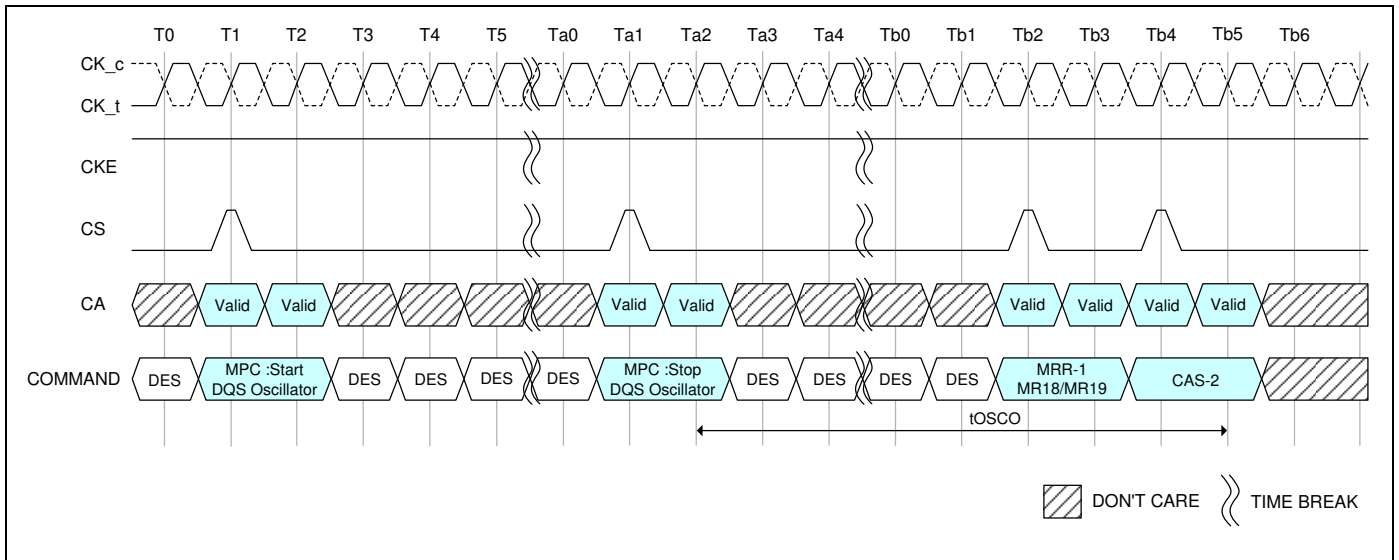 T0 T1 T2 T3 T4 T5 Ta0 Ta1 Ta2 Ta3 Ta4 Tb0 Tb1 Tb2 Tb3 Tb4 Tb5 Tb6
CK_c
CK_t
CKE
CS
CA Valid Valid Valid Valid Valid Valid Valid Valid
COMMAND DES MPC :Start DQS Oscillator DES DES DES DES MPC :Stop DQS Oscillator DES DES DES DES MRR-1 MR18/MR19 CAS-2
tOSCO
DON'T CARE TIME BREAK